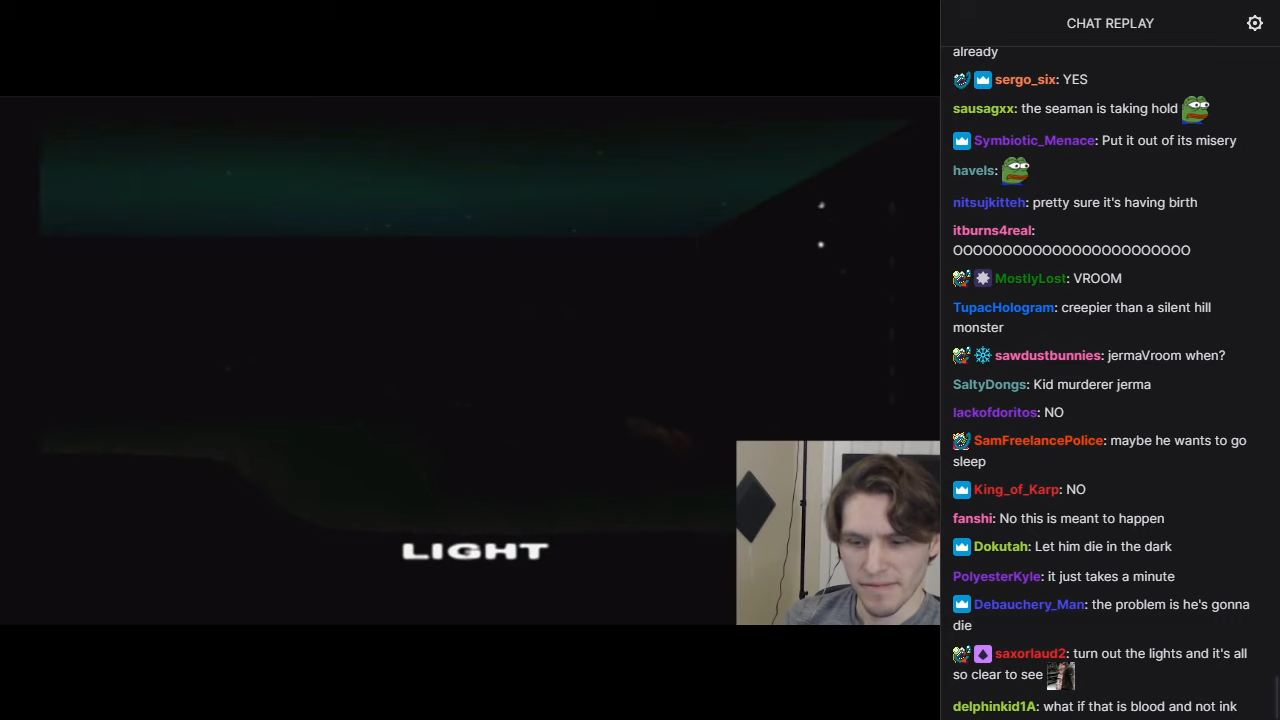 LIGHT
CHAT REPLAY
already
sergo_six: YES
sausagxx: the seaman is taking hold
Symbiotic_Menace: Put it out of its misery
havels:
nitsujkitteh: pretty sure it's having birth
itburns4real:
OOOOOOOOOOOOOOOOOOOOOOOO
MostlyLost: VROOM
TupacHologram: creepier than a silent hill
monster
sawdustbunnies: jermaVroom when?
SaltyDongs: Kid murderer jerma
lackofdoritos: NO
SamFreelancePolice: maybe he wants to go
sleep
King_of_Karp: NO
fanshi: No this is meant to happen
Dokutah: Let him die in the dark
PolyesterKyle: it just takes a minute
Debauchery_Man: the problem is he's gonna
die
saxorlaud2: turn out the lights and it's all
so clear to see
delphinkid1A: what if that is blood and not ink